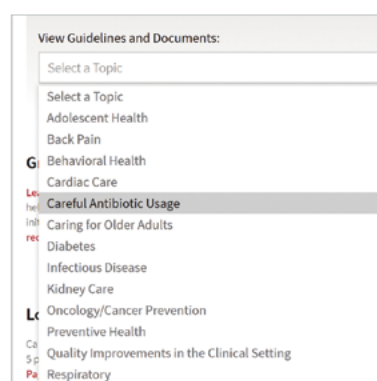 View Guidelines and Documents:
Select a Topic
Select a Topic
Adolescent Health
Back Pain
Behavioral Health
Cardiac Care
Careful Antibiotic Usage
Caring for Older Adults
Diabetes
Infectious Disease
Kidney Care
Oncology/Cancer Prevention
Preventive Health
Quality Improvements in the Clinical Setting
Respiratory